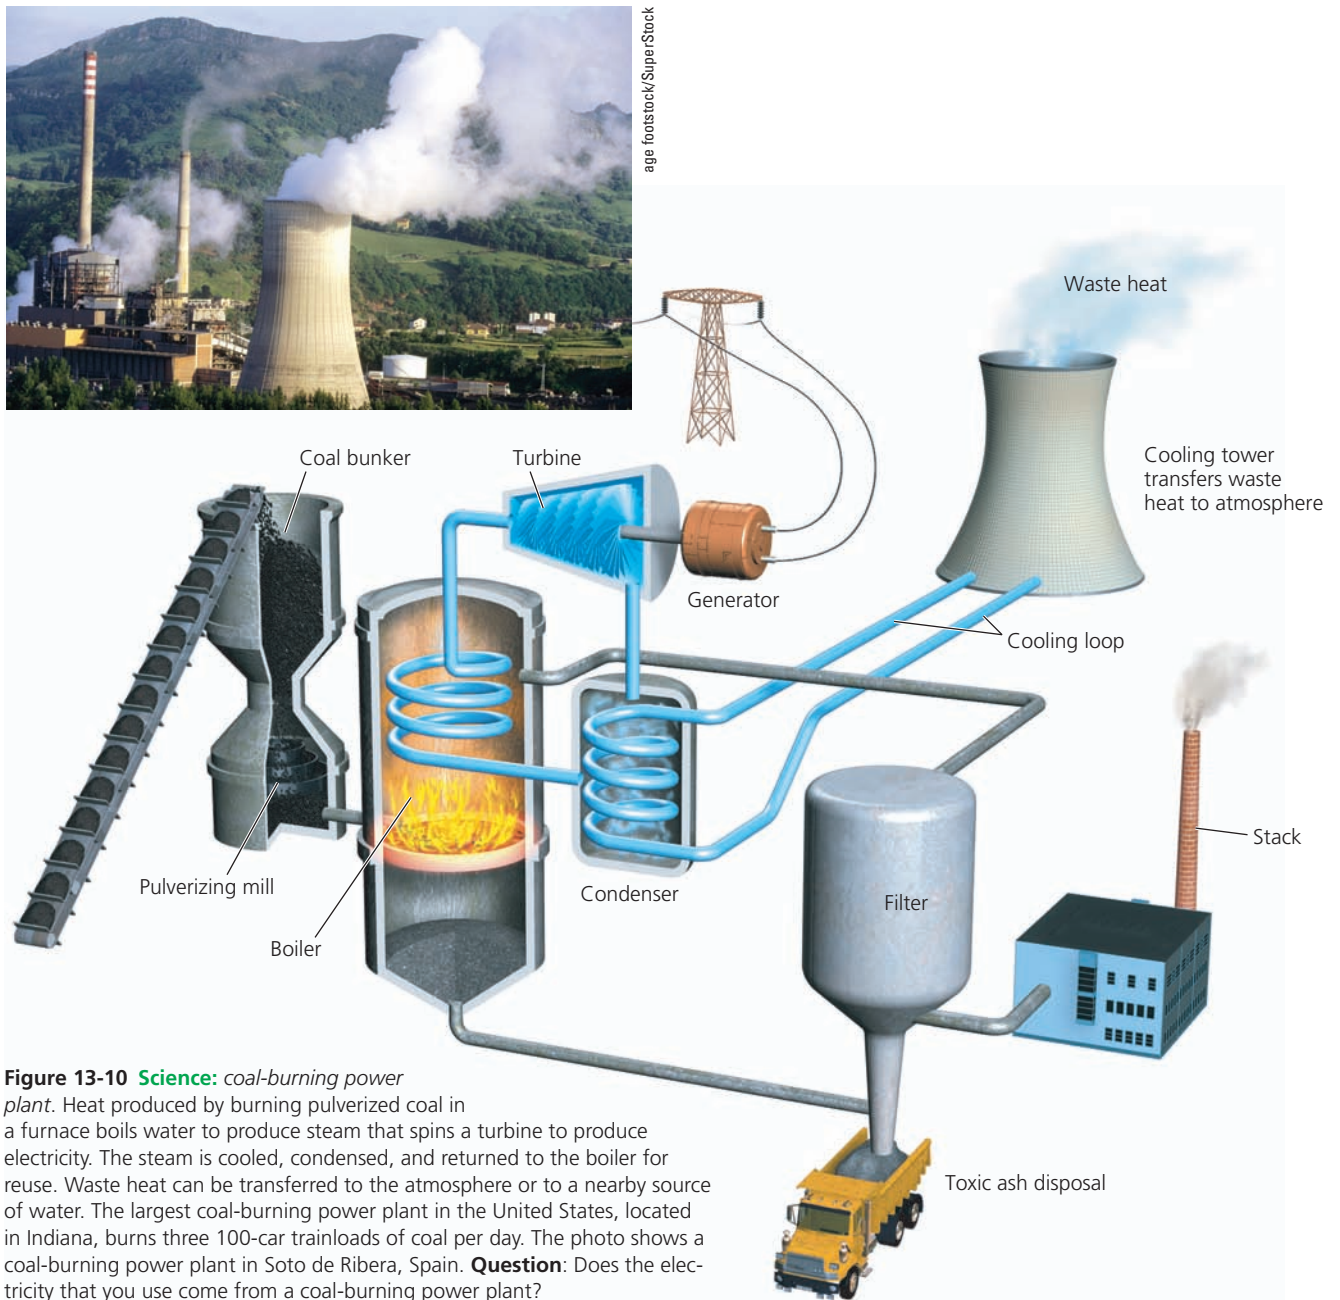 age footstock/SuperStock
Waste heat
Coal bunker
Turbine
Cooling tower
transfers waste
heat to atmosphere
Generator
Cooling loop
Pulverizing mill
Boiler
Condenser
Filter
Stack
Toxic ash disposal
Figure 13-10 Science: coal-burning power
plant. Heat produced by burning pulverized coal in
a furnace boils water to produce steam that spins a turbine to produce
electricity. The steam is cooled, condensed, and returned to the boiler for
reuse. Waste heat can be transferred to the atmosphere or to a nearby source
of water. The largest coal-burning power plant in the United States, located
in Indiana, burns three 100-car trainloads of coal per day. The photo shows a
coal-burning power plant in Soto de Ribera, Spain. Question: Does the elec-
tricity that you use come from a coal-burning power plant?